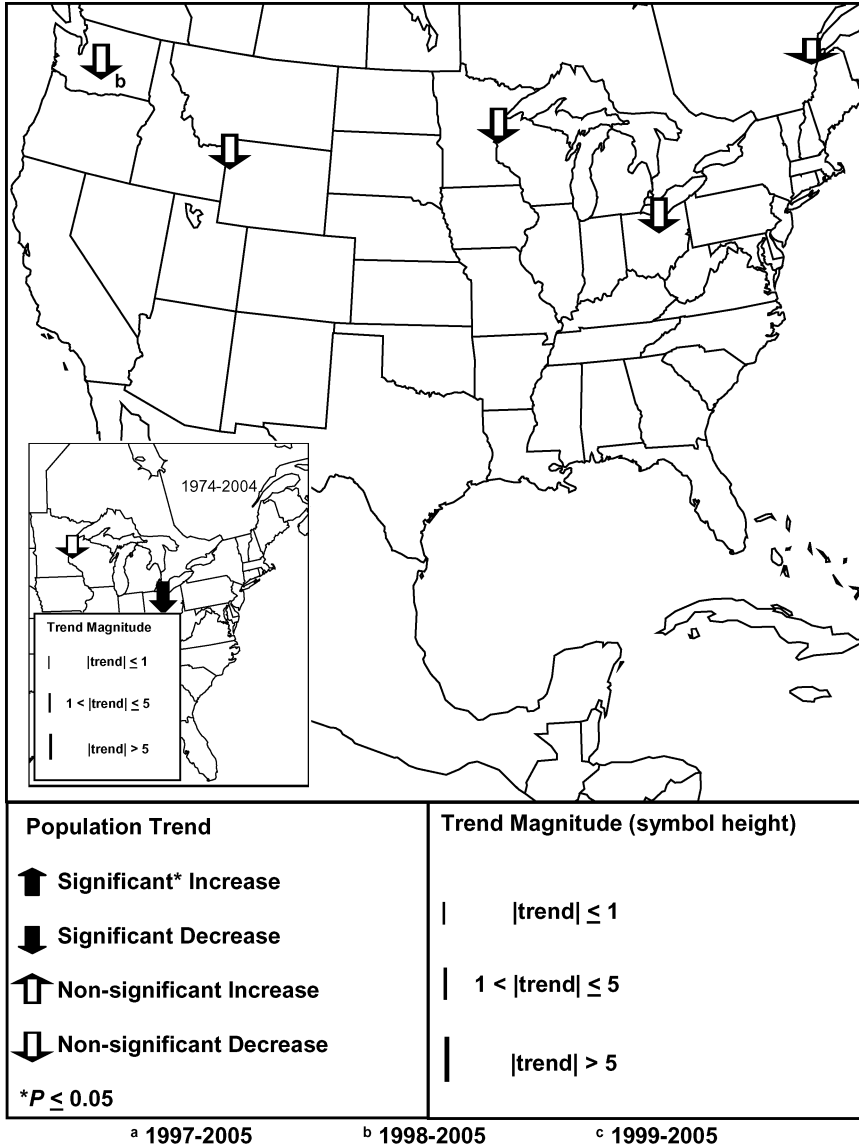 b
1974-2004
Trend Magnitude
|trend| ≤ 1
1 < |trend| ≤ 5
|trend| > 5
Population Trend
Significant* Increase
Significant Decrease
Non-significant Increase
Non-significant Decrease
*P ≤ 0.05
Trend Magnitude (symbol height)
|trend| ≤ 1
1 < |trend| ≤ 5
|trend| > 5
a 1997-2005 b 1998-2005 c 1999-2005